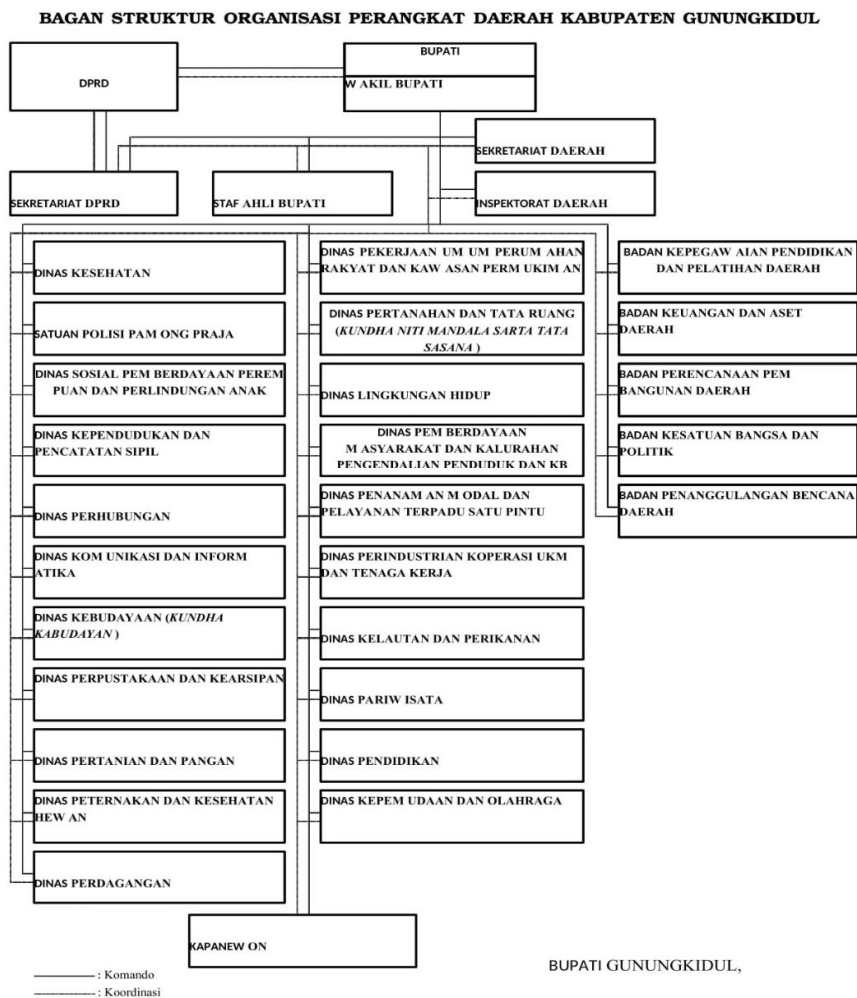 BAGAN STRUKTUR ORGANISASI PERANGKAT DAERAH KABUPATEN GUNUNGKIDUL
DPRD
BUPATI
W AKIL BUPATI
SEKRETARIAT DAERAH
SEKRETARIAT DPRD
STAF AHLI BUPATI
INSPEKTORAT DAERAH
DINAS KESEHATAN
SATUAN POLISI PAM ONG PRAJA
DINAS SOSIAL PEM BERDAYAAN PEREM
PUAN DAN PERLINDUNGAN ANAK
DINAS KEPENDUDUKAN DAN
PENCATATAN SIPIL
DINAS PERHUBUNGAN
DINAS KOM UNIKASI DAN INFORM
ATIKA
DINAS KEBUDAYAAN (KUNDHA
KABUDAYAN )
DINAS PERPUSTAKAAN DAN KEARSIPAN
DINAS PERTANIAN DAN PANGAN
DINAS PETERNAKAN DAN KESEHATAN
HEW AN
DINAS PERDAGANGAN
DINAS PEKERJAAN UM UM PERUM AHAN
RAKYAT DAN KAW ASAN PERM UKIM AN
DINAS PERTANAHAN DAN TATA RUANG
(KUNDHA NITI MANDALA SARTA TATA
SASANA )
DINAS LINGKUNGAN HIDUP
DINAS PEM BERDAYAAN
M ASYARAKAT DAN KALURAHAN
PENGENDALIAN PENDUDUK DAN KB
DINAS PENANAM AN M ODAL DAN
PELAYANAN TERPADU SATU PINTU
DINAS PERINDUSTRIAN KOPERASI UKM
DAN TENAGA KERJA
DINAS KELAUTAN DAN PERIKANAN
DINAS PARIW ISATA
DINAS PENDIDIKAN
DINAS KEPEM UDAAN DAN OLAHRAGA
BADAN KEPEGAW AIAN PENDIDIKAN
DAN PELATIHAN DAERAH
BADAN KEUANGAN DAN ASET
DAERAH
BADAN PERENCANAAN PEM
BANGUNAN DAERAH
BADAN KESATUAN BANGSA DAN
POLITIK
BADAN PENANGGULANGAN BENCANA
DAERAH
KAPANEW ON
: Komando
: Koordinasi
BUPATI GUNUNGKIDUL,